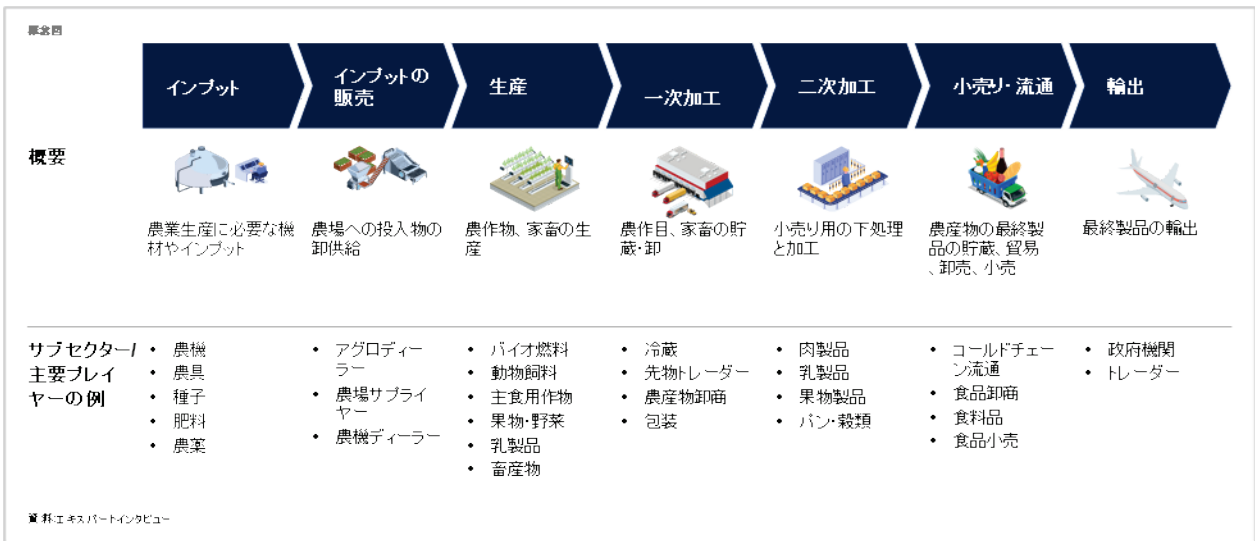 概念図
インプット
インプットの
販売
生産
一次加工
二次加工
小売り・流通
輸出
概要
農業生産に必要な機
材やインプット
農場への投入物の
卸供給
農作物、家畜の生
産
農作目、家畜の貯
蔵・卸
小売り用の下処理
と加工
農産物の最終製
品の貯蔵、貿易
、卸売、小売
最終製品の輸出
サブセクター/
主要プレイ
ヤーの例
• 農機
• 農具
• 種子
• 肥料
• 農薬
• アグロディー
ラー
• 農場サプライ
ヤー
• 農機ディーラー
• バイオ燃料
• 動物飼料
• 主食用作物
• 果物・野菜
• 乳製品
• 畜産物
• 冷蔵
• 先物トレーダー
• 農産物卸商
• 包装
• 肉製品
• 乳製品
• 果物製品
• パン・穀類
• コールドチェー
ン流通
• 食品卸商
• 食料品
• 食品小売
• 政府機関
• トレーダー
資料:エキスパートインタビュー